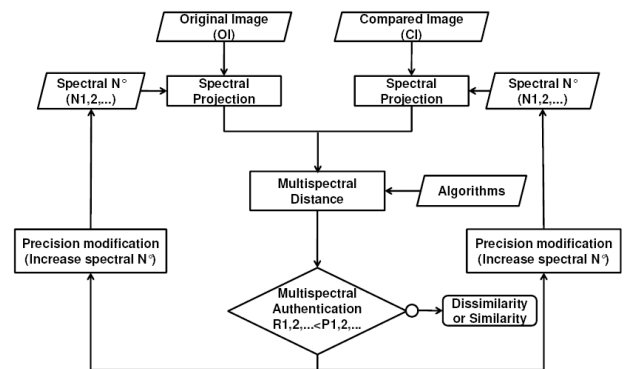 Original Image
(OI)
Compared Image
(CI)
Spectral N°
(N1,2,...)
Spectral
Projection
Spectral
Projection
Spectral N°
(N1,2,...)
Multispectral
Distance
Algorithms
Precision modification
(Increase spectral N°)
Precision modification
(Increase spectral N°)
Multispectral
Authentication
R1,2,...<P1,2,...
Dissimilarity
or Similarity